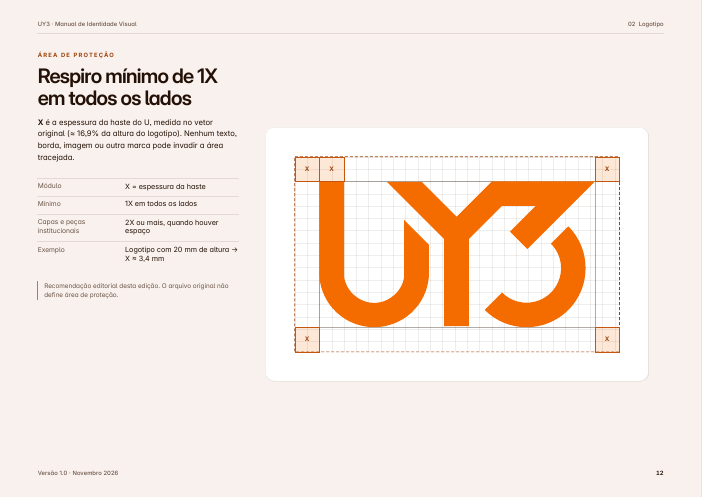 UY3 · Manual de Identidade Visual
02 Logotipo
ÁREA DE PROTEÇÃO
Respiro mínimo de 1X
em todos os lados
X é a espessura da haste do U, medida no vetor
original (≈ 16,9% da altura do logotipo). Nenhum texto,
borda, imagem ou outra marca pode invadir a área
tracejada.
Módulo
X = espessura da haste
Mínimo
1X em todos os lados
Capas e peças
institucionais
2X ou mais, quando houver
espaço
Exemplo
Logotipo com 20 mm de altura →
X ≈ 3,4 mm
Recomendação editorial desta edição. O arquivo original não
define área de proteção.
X
X
X
UY3
X
X
Versão 1.0 · Novembro 2026
12